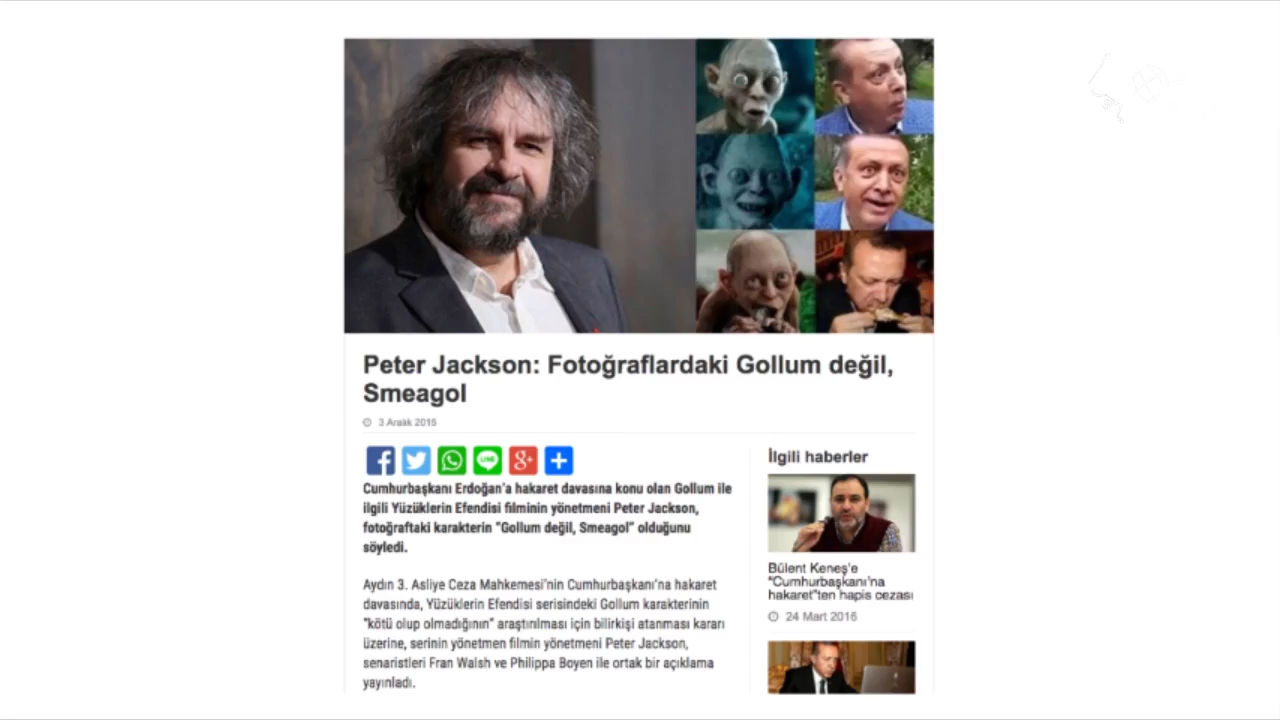 Peter Jackson: Fotoğraflardaki Gollum değil,
Smeagol
3 Aralık 2015
Cumhurbaşkanı Erdoğan'a hakaret davasına konu olan Gollum ile
ilgili Yüzüklerin Efendisi filminin yönetmeni Peter Jackson,
fotoğraftaki karakterin "Gollum değil, Smeagol" olduğunu
söyledi.
Aydın 3. Asliye Ceza Mahkemesi'nin Cumhurbaşkanı'na hakaret
davasında, Yüzüklerin Efendisi serisindeki Gollum karakterinin
"kötü olup olmadığının" araştırılması için bilirkişi atanması kararı
üzerine, serinin yönetmen filmin yönetmeni Peter Jackson,
senaristleri Fran Walsh ve Philippa Boyen ile ortak bir açıklama
yayınladı.
İlgili haberler
Bülent Keneş'e
"Cumhurbaşkanı'na
hakaret"ten hapis cezası
24 Mart 2016